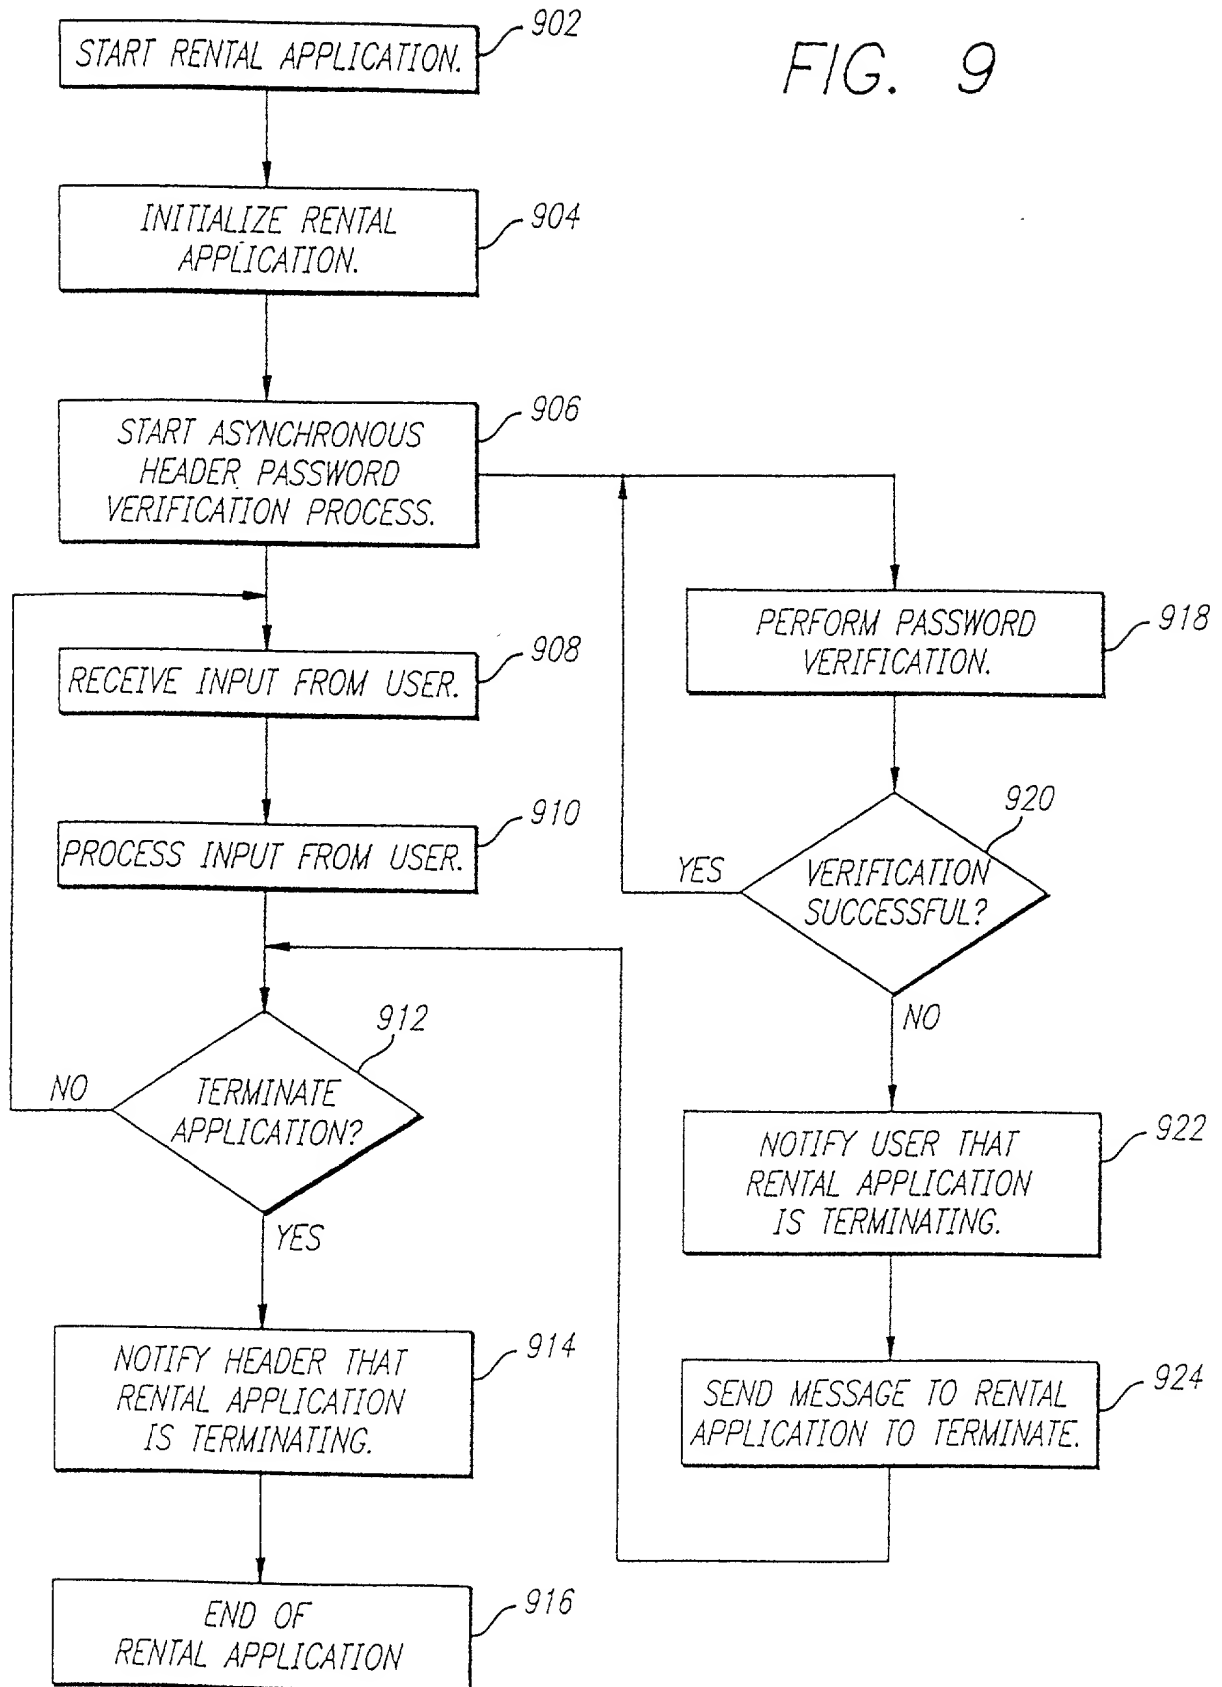 FIG. 9
902
START RENTAL APPLICATION.
904
INITIALIZE RENTAL
APPLICATION.
906
START ASYNCHRONOUS
HEADER PASSWORD
VERIFICATION PROCESS.
908
RECEIVE INPUT FROM USER.
910
PROCESS INPUT FROM USER.
912
TERMINATE
APPLICATION?
NO
YES
914
NOTIFY HEADER THAT
RENTAL APPLICATION
IS TERMINATING.
916
END OF
RENTAL APPLICATION
918
PERFORM PASSWORD
VERIFICATION.
920
VERIFICATION
SUCCESSFUL?
YES
NO
922
NOTIFY USER THAT
RENTAL APPLICATION
IS TERMINATING.
924
SEND MESSAGE TO RENTAL
APPLICATION TO TERMINATE.